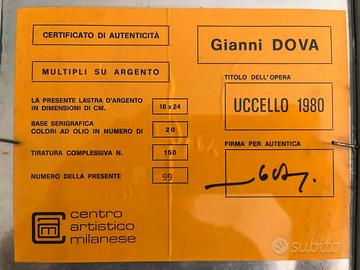 CERTIFICATO DI AUTENTICITÀ
MULTIPLI SU ARGENTO
LA PRESENTE LASTRA D'ARGENTO
IN DIMENSIONI DI CM.
18x24
BASE SERIGRAFICA
COLORI AD OLIO IN NUMERO DI
20
TIRATURA COMPLESSIVA N.
150
NUMERO DELLA PRESENTE
99
centro
artistico
milanese
Gianni DOVA
TITOLO DELL'OPERA
UCCELLO 1980
FIRMA PER AUTENTICA
subito